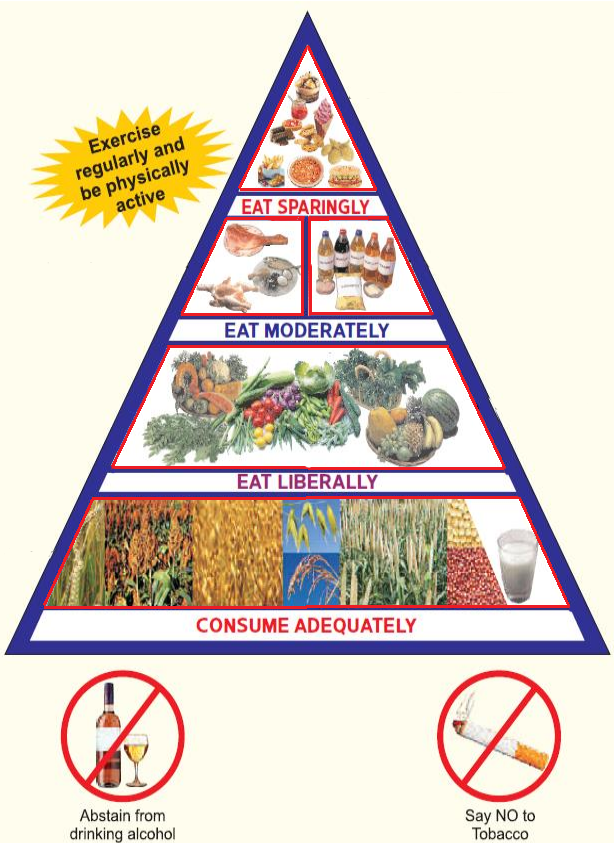 Exercise
regularly and
be physically
active
EAT SPARINGLY
EAT MODERATELY
EAT LIBERALLY
CONSUME ADEQUATELY
Abstain from
drinking alcohol
Say NO to
Tobacco